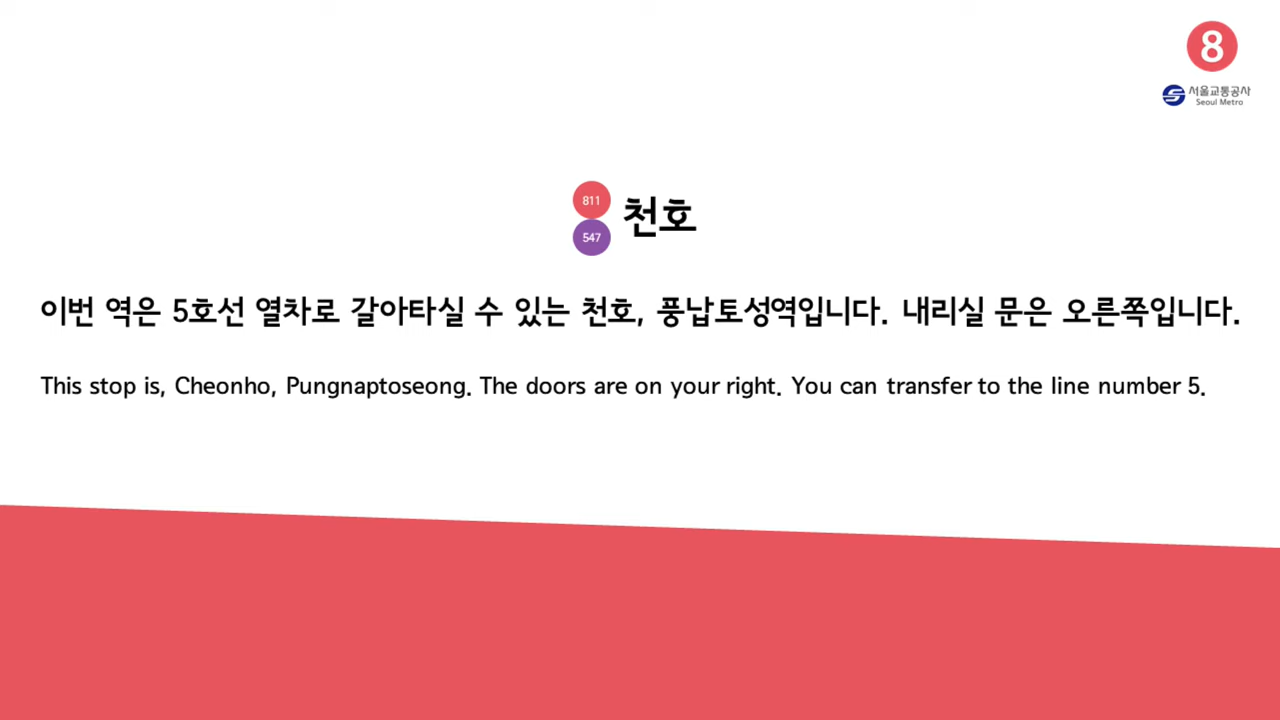 8
서울교통공사
Seoul Metro
811
547
천호
이번 역은 5호선 열차로 갈아타실 수 있는 천호, 풍납토성역입니다. 내리실 문은 오른쪽입니다.
This stop is, Cheonho, Pungnaptoseong. The doors are on your right. You can transfer to the line number 5.